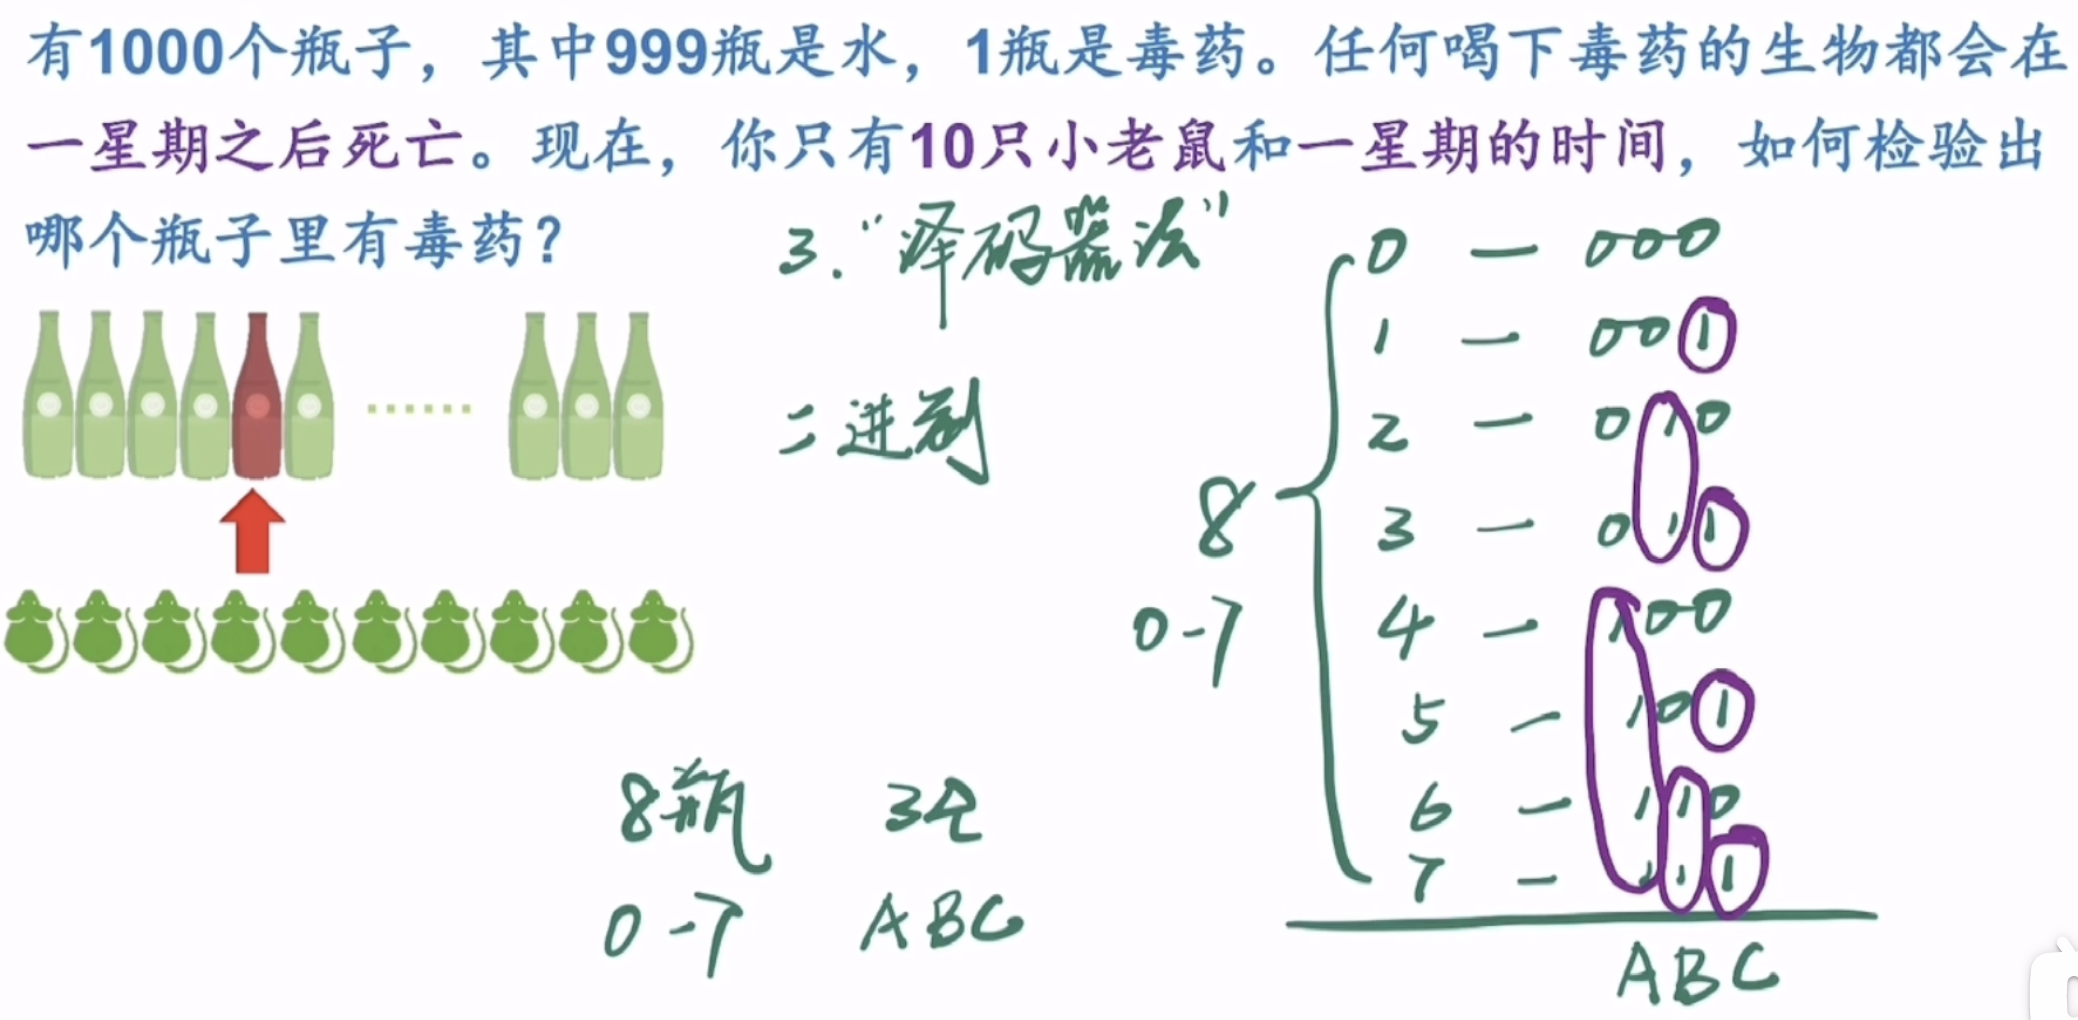 有1000个瓶子，其中999瓶是水，1瓶是毒药。任何喝下毒药的生物都会在
一星期之后死亡。现在，你只有10只小老鼠和一星期的时间，如何检验出
哪个瓶子里有毒药？
3. “译码器法”
二进制
8瓶 3只
0-7 ABC
8
0-7
0 — 000
1 — 001
2 — 010
3 — 011
4 — 100
5 — 101
6 — 110
7 — 111
ABC